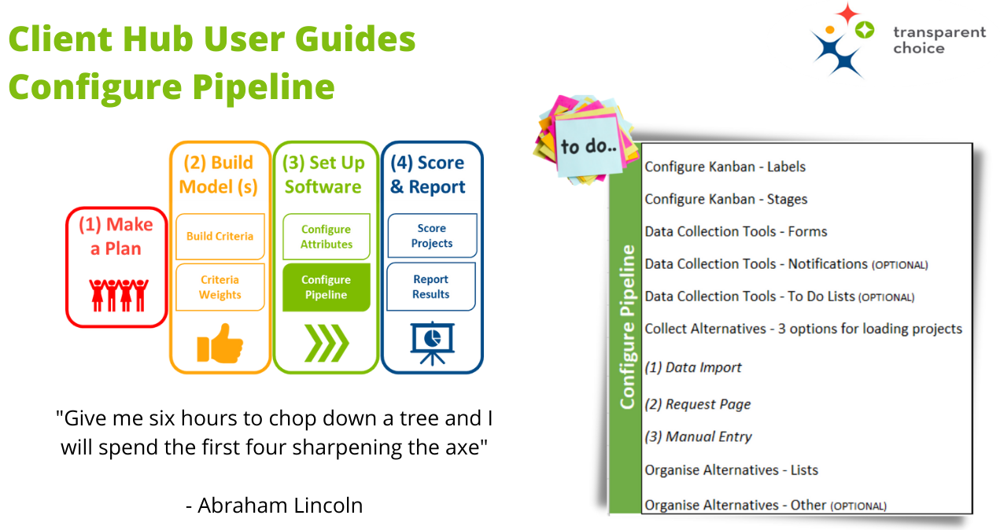 Client Hub User Guides
Configure Pipeline
transparent
choice
(1) Make
a Plan
(2) Build
Model (s)
Build Criteria
Criteria
Weights
(3) Set Up
Software
Configure
Attributes
Configure
Pipeline
(4) Score
& Report
Score
Projects
Report
Results
"Give me six hours to chop down a tree and I
will spend the first four sharpening the axe"
- Abraham Lincoln
to do..
Configure Pipeline
Configure Kanban - Labels
Configure Kanban - Stages
Data Collection Tools - Forms
Data Collection Tools - Notifications (OPTIONAL)
Data Collection Tools - To Do Lists (OPTIONAL)
Collect Alternatives - 3 options for loading projects
(1) Data Import
(2) Request Page
(3) Manual Entry
Organise Alternatives - Lists
Organise Alternatives - Other (OPTIONAL)